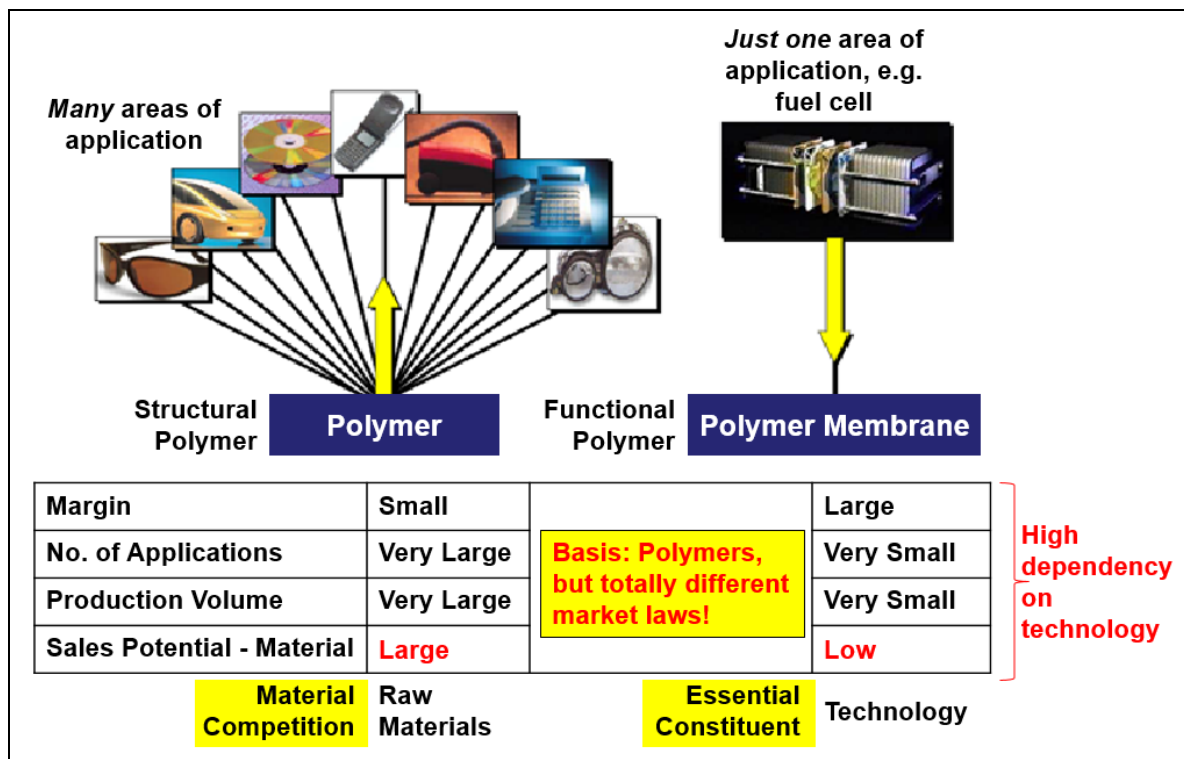 Many areas of
application
Just one area of
application, e.g.
fuel cell
Structural
Polymer
Polymer
Functional
Polymer
Polymer Membrane
Margin
Small
Large
No. of Applications
Very Large
Very Small
Production Volume
Very Large
Very Small
Sales Potential - Material
Large
Low
Basis: Polymers,
but totally different
market laws!
High
dependency
on
technology
Material
Competition
Raw
Materials
Essential
Constituent
Technology